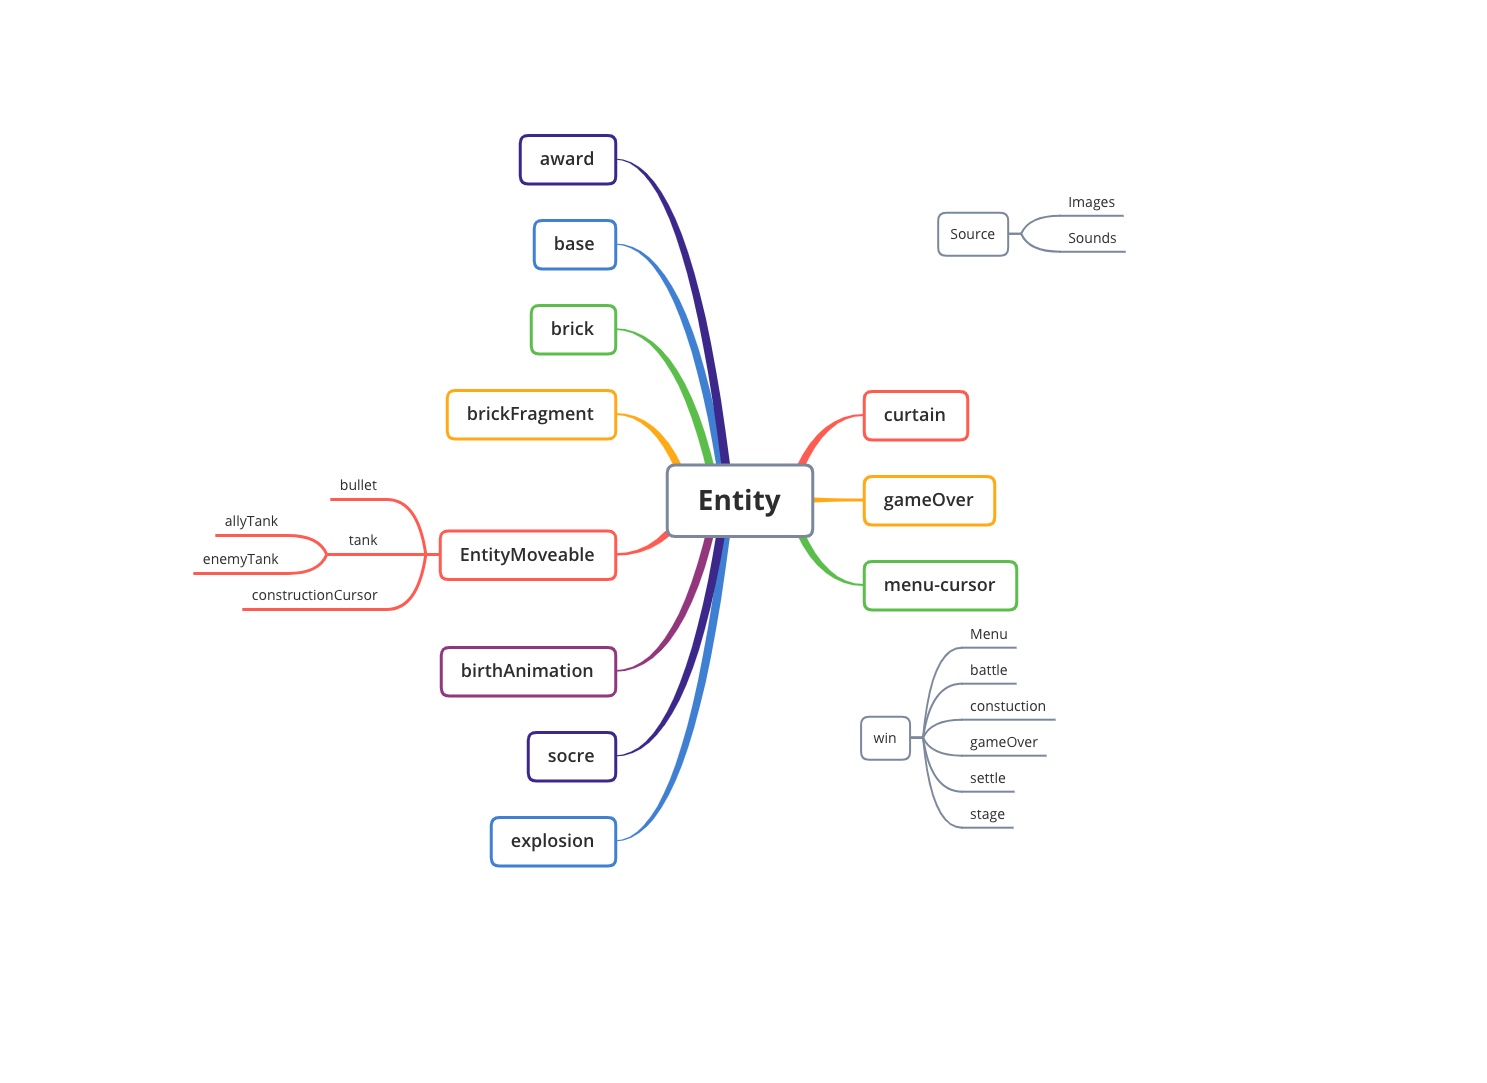 award
base
brick
brickFragment
bullet
allyTank
tank
enemyTank
constructionCursor
EntityMoveable
birthAnimation
socre
explosion
Entity
Source
Images
Sounds
curtain
gameOver
menu-cursor
win
Menu
battle
constuction
gameOver
settle
stage